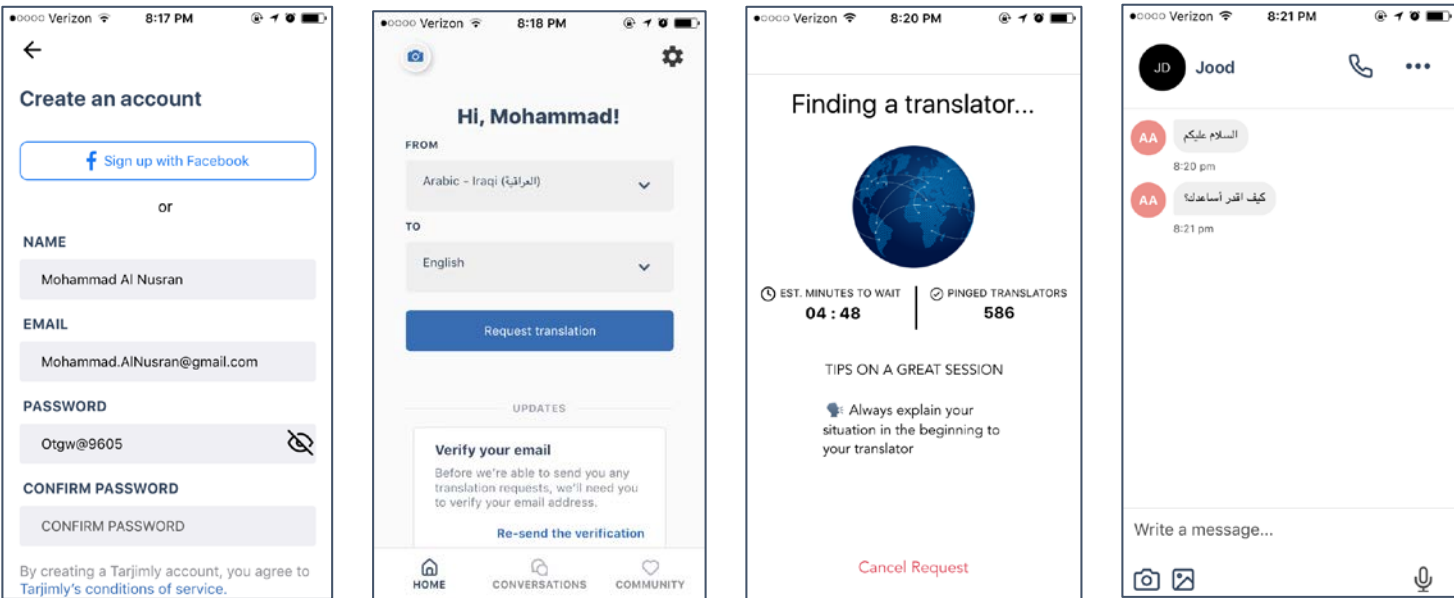 Verizon 8:17 PM
Create an account
Sign up with Facebook
or
NAME
Mohammad Al Nusran
EMAIL
Mohammad.AlNusran@gmail.com
PASSWORD
Otgw@9605
CONFIRM PASSWORD
CONFIRM PASSWORD
By creating a Tarjimly account, you agree to
Tarjimly's conditions of service.
Verizon 8:18 PM
Hi, Mohammad!
FROM
Arabic - Iraqi (العراقية)
TO
English
Request translation
UPDATES
Verify your email
Before we're able to send you any
translation requests, we'll need you
to verify your email address.
Re-send the verification
HOME CONVERSATIONS COMMUNITY
Verizon 8:20 PM
Finding a translator...
EST. MINUTES TO WAIT PINGED TRANSLATORS
04 : 48 586
TIPS ON A GREAT SESSION
Always explain your
situation in the beginning to
your translator
Cancel Request
Verizon 8:21 PM
JD Jood
AA السلام عليكم
8:20 pm
AA كيف اقدر أساعدك؟
8:21 pm
Write a message...